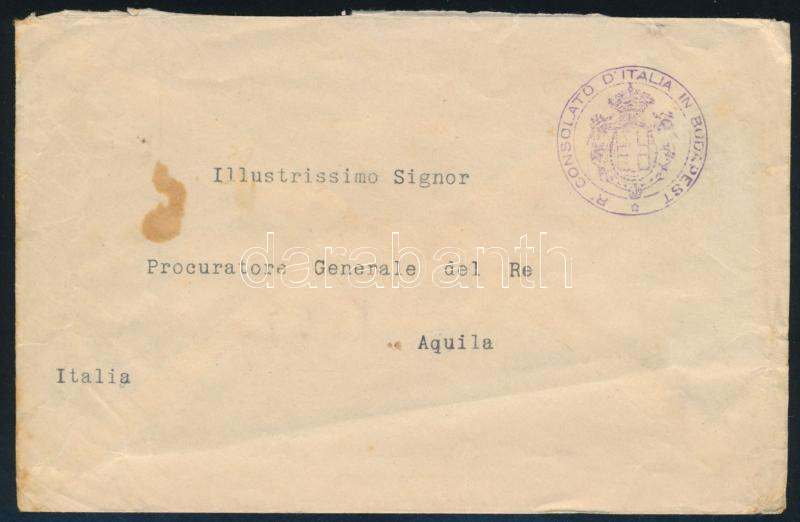 R. CONSOLATO D'ITALIA IN BUDAPEST
Illustrissimo Signor
darabanth
Procuratore Generale del Re
Aquila
Italia